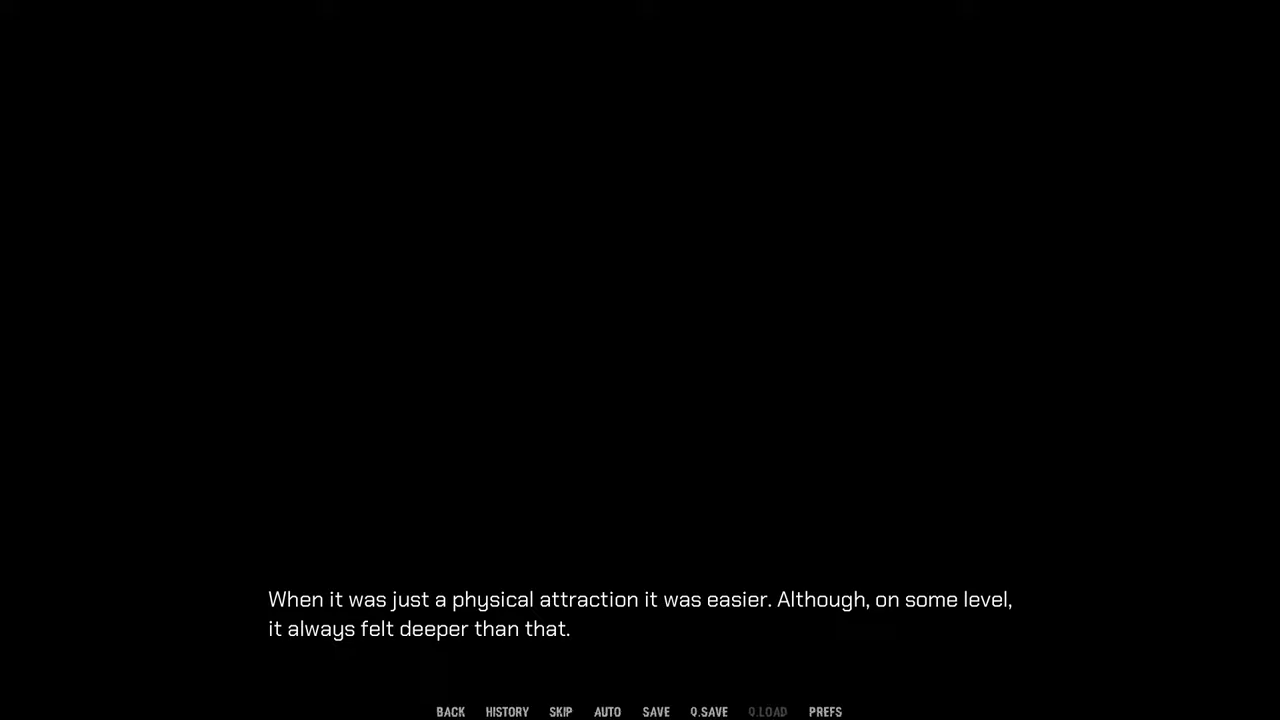 When it was just a physical attraction it was easier. Although, on some level,
it always felt deeper than that.
BACK HISTORY SKIP AUTO SAVE Q.SAVE Q.LOAD PREFS